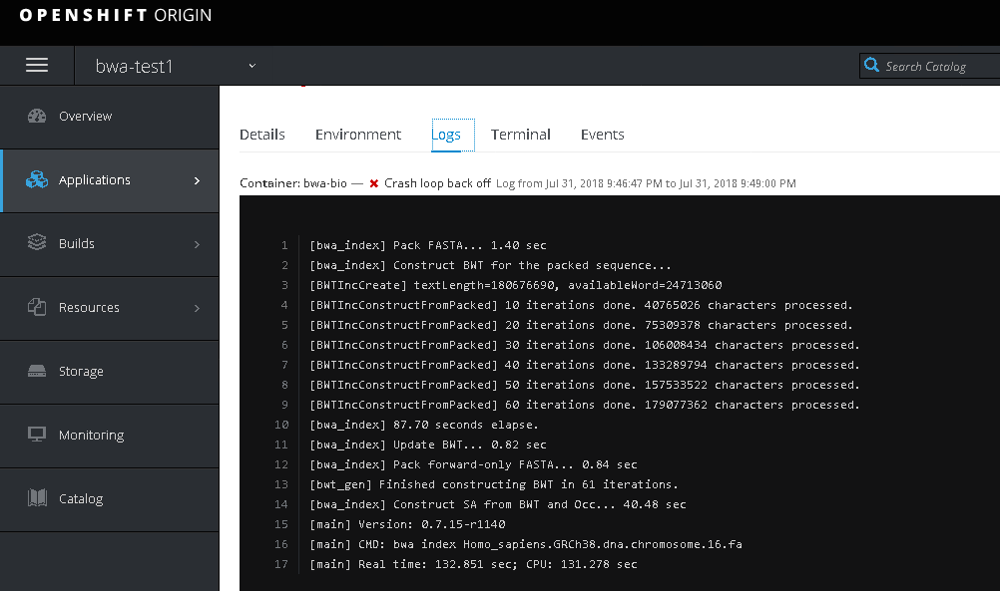 OPENSHIFT ORIGIN
bwa-test1
Search Catalog
Overview
Applications
Builds
Resources
Storage
Monitoring
Catalog
Details Environment Logs Terminal Events
Container: bwa-bio — ✖ Crash loop back off Log from Jul 31, 2018 9:46:47 PM to Jul 31, 2018 9:49:00 PM
1 [bwa_index] Pack FASTA... 1.40 sec
2 [bwa_index] Construct BWT for the packed sequence...
3 [BWTIncCreate] textLength=180676690, availableWord=24713060
4 [BWTIncConstructFromPacked] 10 iterations done. 40765026 characters processed.
5 [BWTIncConstructFromPacked] 20 iterations done. 75309378 characters processed.
6 [BWTIncConstructFromPacked] 30 iterations done. 106008434 characters processed.
7 [BWTIncConstructFromPacked] 40 iterations done. 133289794 characters processed.
8 [BWTIncConstructFromPacked] 50 iterations done. 157533522 characters processed.
9 [BWTIncConstructFromPacked] 60 iterations done. 179077362 characters processed.
10 [bwa_index] 87.70 seconds elapse.
11 [bwa_index] Update BWT... 0.82 sec
12 [bwa_index] Pack forward-only FASTA... 0.84 sec
13 [bwt_gen] Finished constructing BWT in 61 iterations.
14 [bwa_index] Construct SA from BWT and Occ... 40.48 sec
15 [main] Version: 0.7.15-r1140
16 [main] CMD: bwa index Homo_sapiens.GRCh38.dna.chromosome.16.fa
17 [main] Real time: 132.851 sec; CPU: 131.278 sec